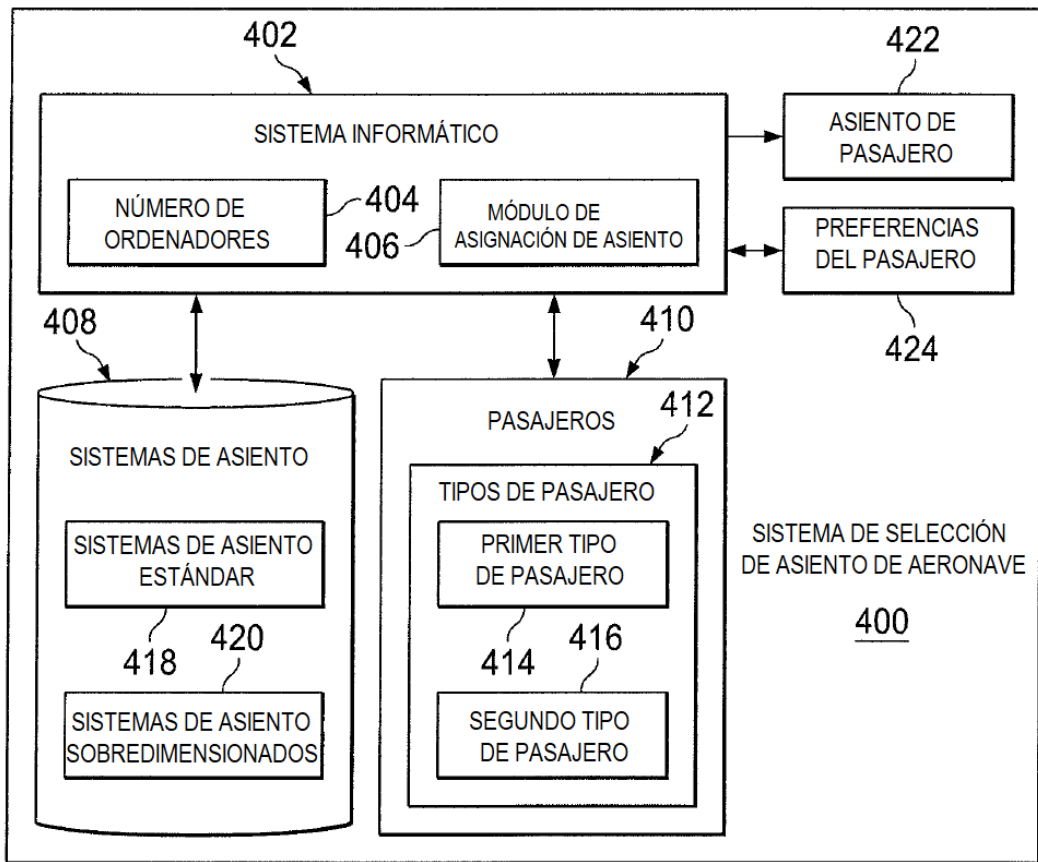 402
422
SISTEMA INFORMÁTICO
ASIENTO DE
PASAJERO
NÚMERO DE
ORDENADORES
404
406
MÓDULO DE
ASIGNACIÓN DE ASIENTO
PREFERENCIAS
DEL PASAJERO
408
410
424
SISTEMAS DE ASIENTO
PASAJEROS
412
TIPOS DE PASAJERO
SISTEMAS DE ASIENTO
ESTÁNDAR
PRIMER TIPO
DE PASAJERO
SISTEMA DE SELECCIÓN
DE ASIENTO DE AERONAVE
400
418
420
414
416
SISTEMAS DE ASIENTO
SOBREDIMENSIONADOS
SEGUNDO TIPO
DE PASAJERO